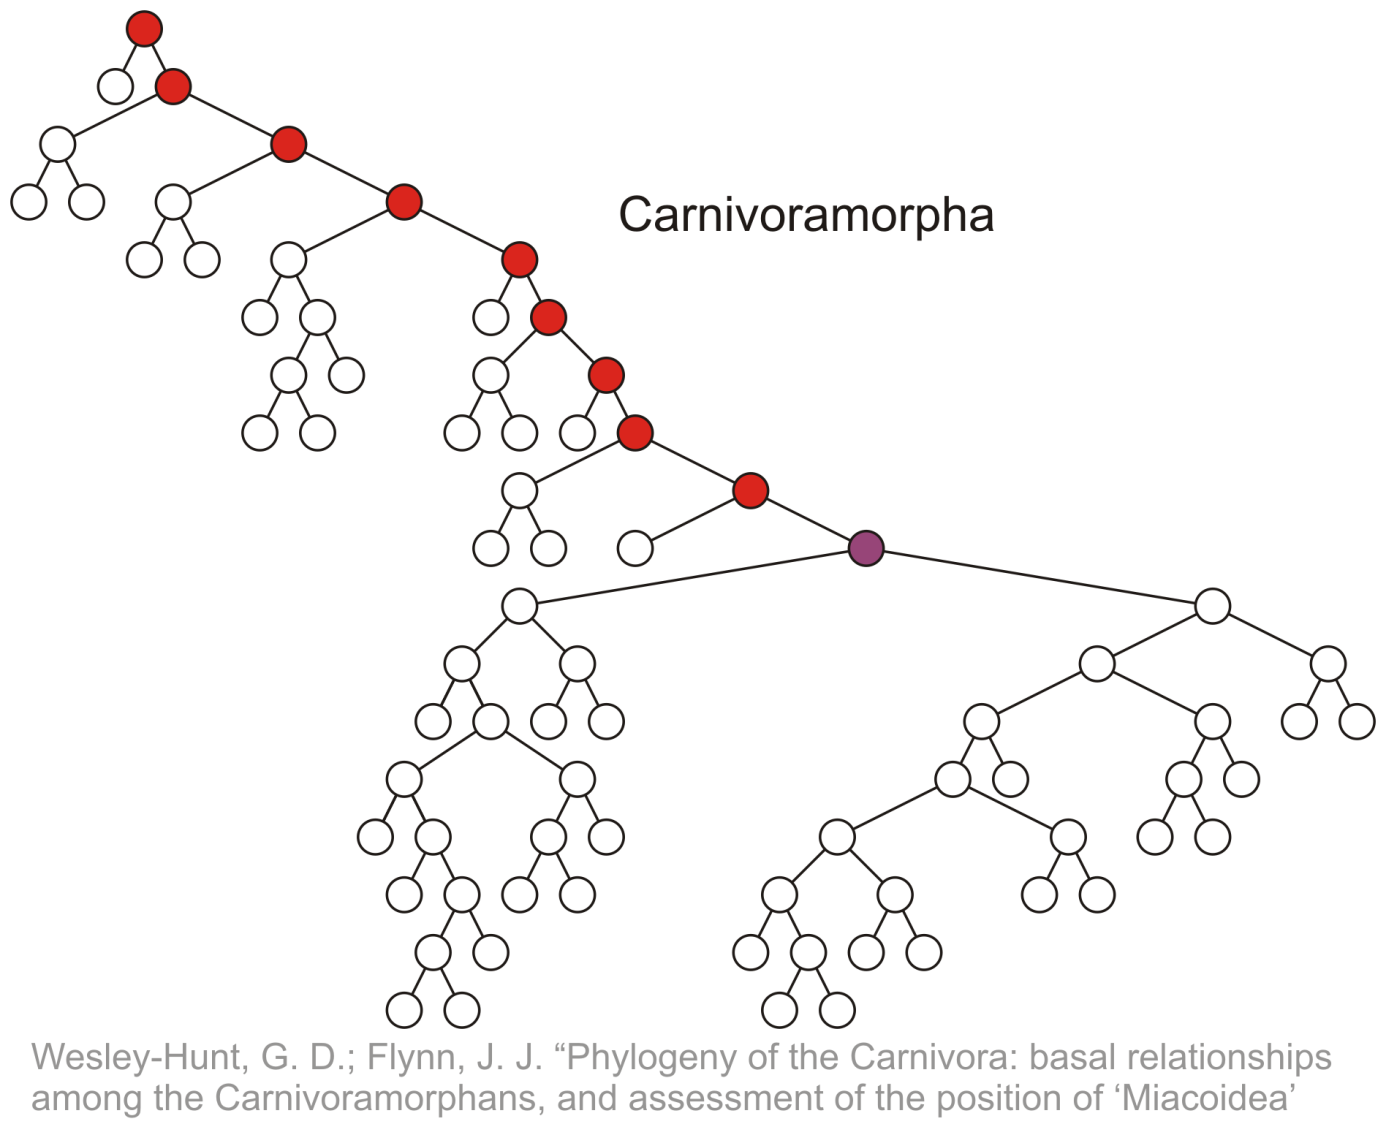 Carnivoramorpha
Wesley-Hunt, G. D.; Flynn, J. J. “Phylogeny of the Carnivora: basal relationships
among the Carnivoramorphans, and assessment of the position of ‘Miacoidea’